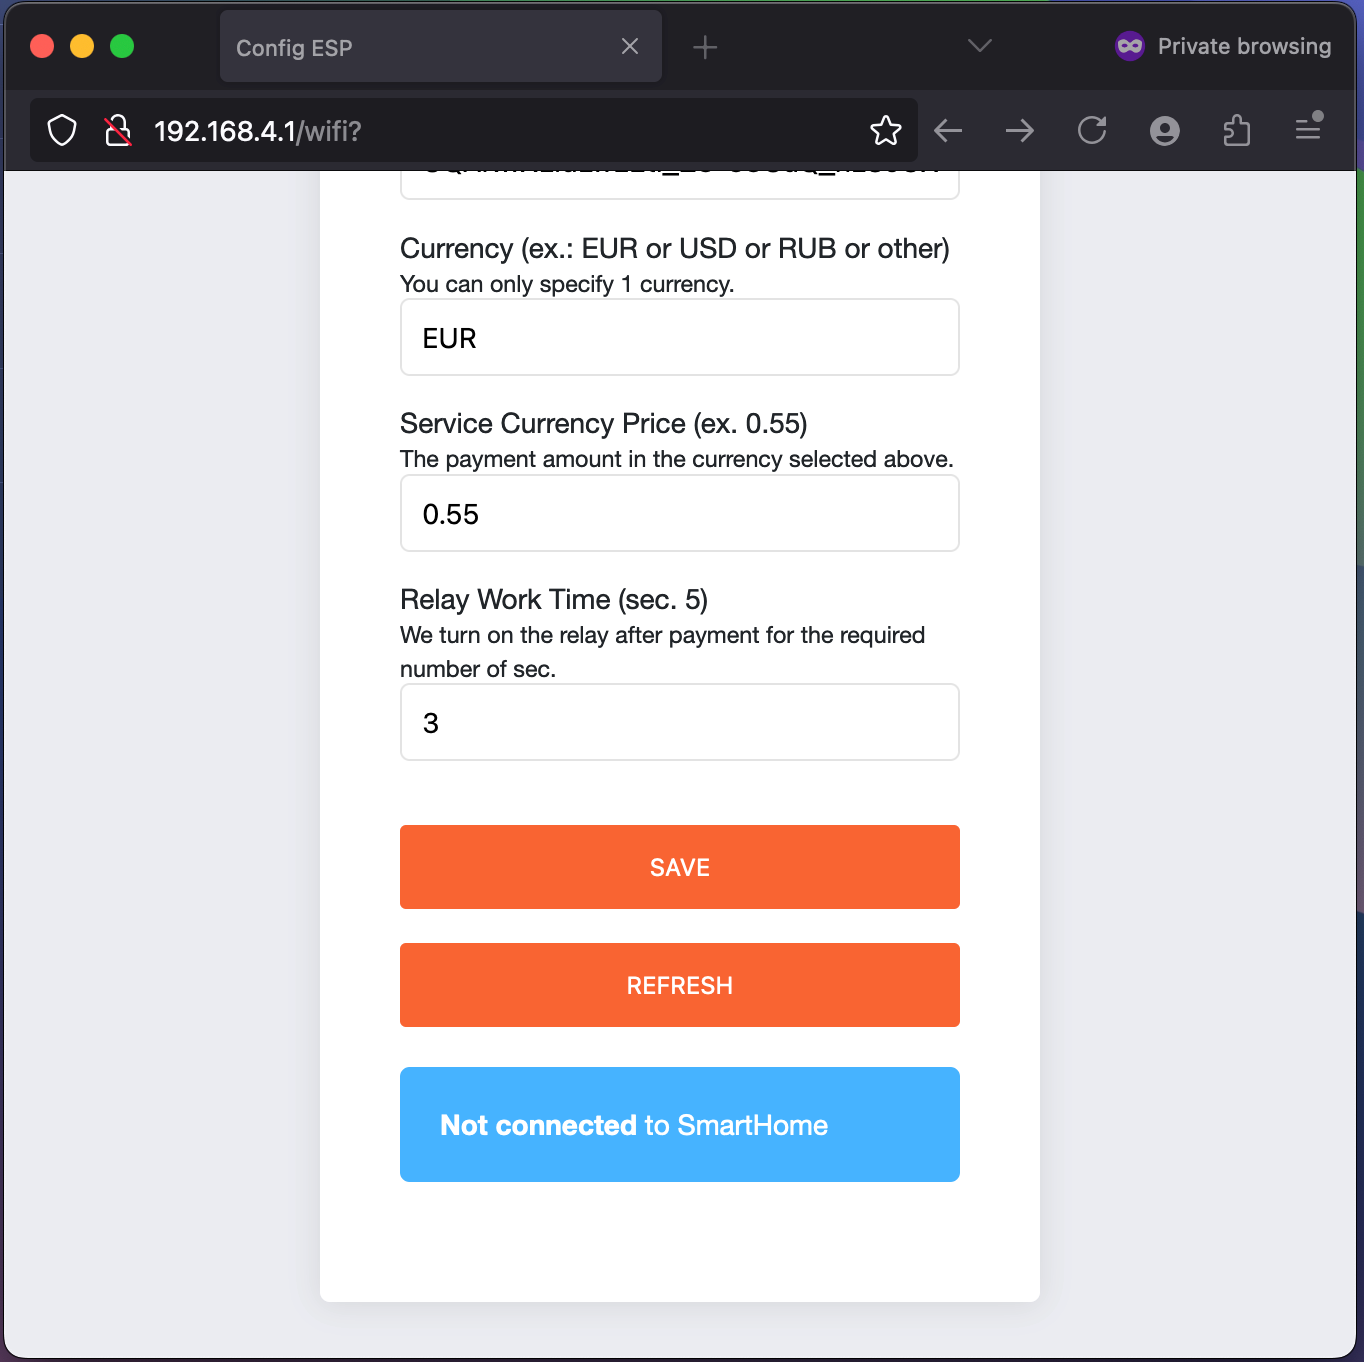 Config ESP
Private browsing
192.168.4.1/wifi?
Currency (ex.: EUR or USD or RUB or other)
You can only specify 1 currency.
EUR
Service Currency Price (ex. 0.55)
The payment amount in the currency selected above.
0.55
Relay Work Time (sec. 5)
We turn on the relay after payment for the required
number of sec.
3
SAVE
REFRESH
Not connected to SmartHome